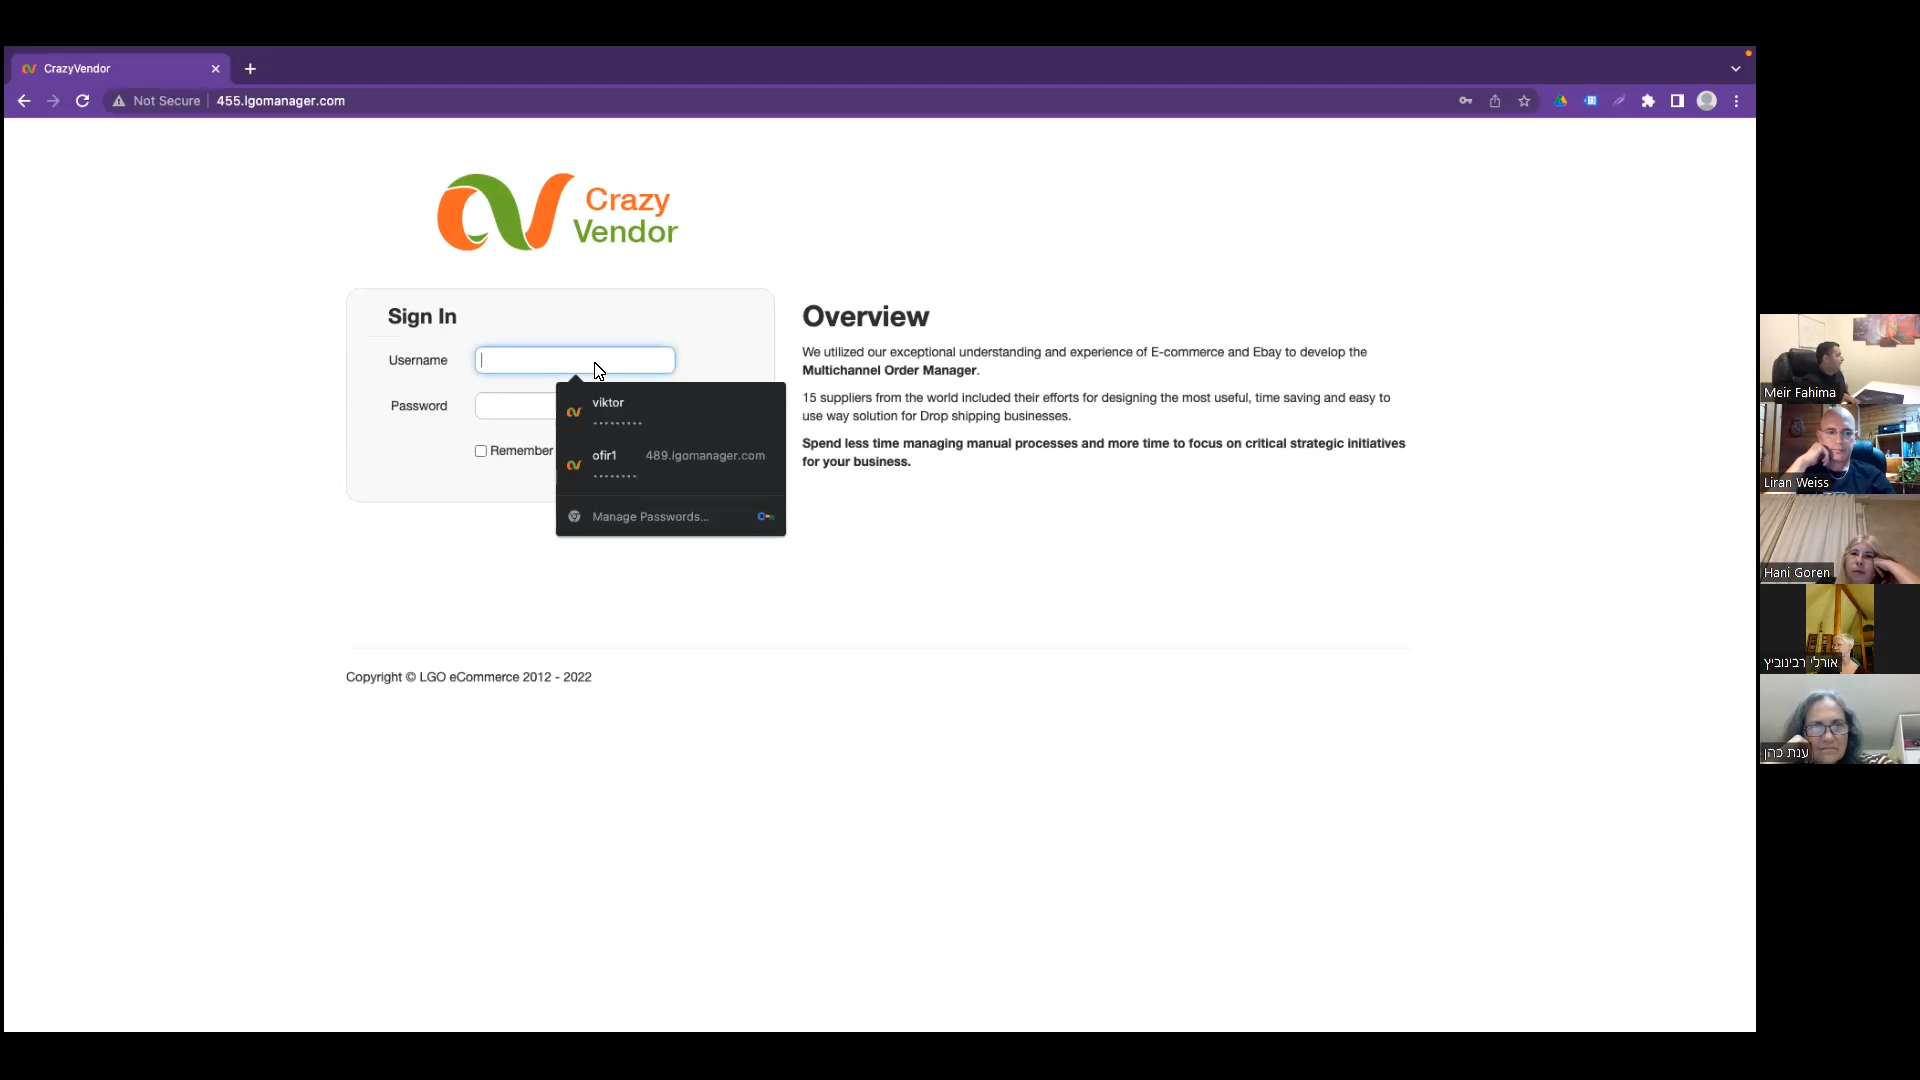 CrazyVendor
Not Secure
455.lgomanager.com
Crazy
Vendor
Sign In
Username
Password
Remember
viktor
•••••••••
ofir1 489.lgomanager.com
••••••••
Manage Passwords...
Overview
We utilized our exceptional understanding and experience of E-commerce and Ebay to develop the
Multichannel Order Manager.
15 suppliers from the world included their efforts for designing the most useful, time saving and easy to
use way solution for Drop shipping businesses.
Spend less time managing manual processes and more time to focus on critical strategic initiatives
for your business.
Copyright © LGO eCommerce 2012 - 2022
Meir Fahima
Liran Weiss
Hani Goren
אורלי רבינוביץ
ענת כהן